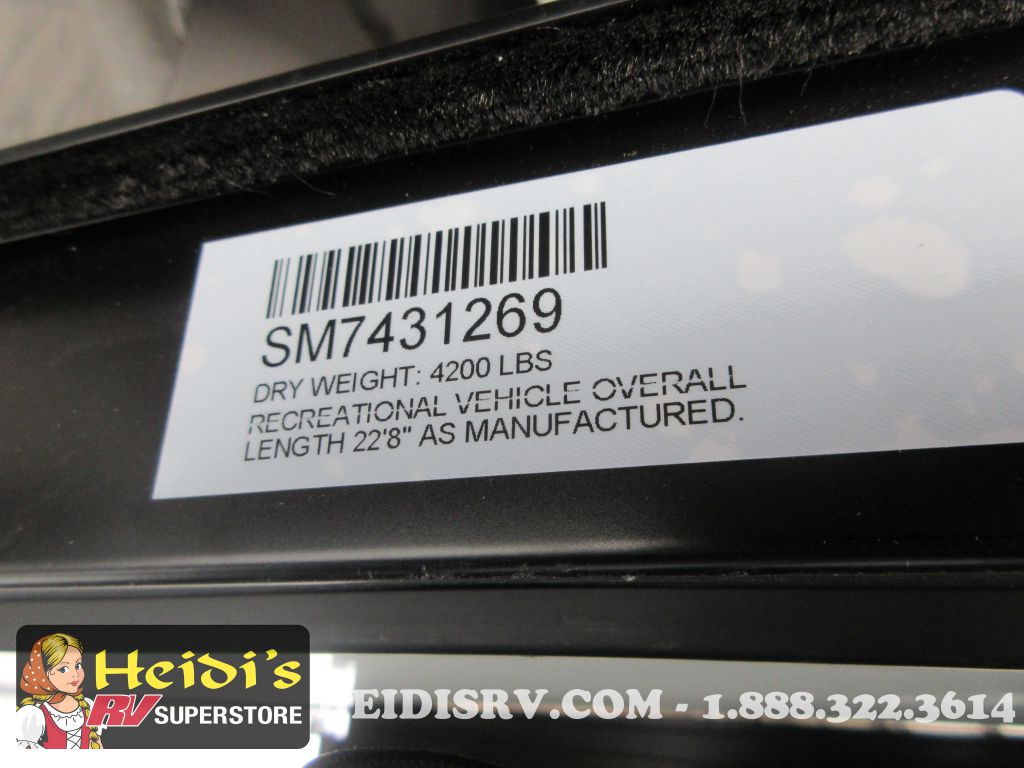 SM7431269
DRY WEIGHT: 4200 LBS
RECREATIONAL VEHICLE OVERALL
LENGTH 22'8" AS MANUFACTURED.
Heidi's
RV SUPERSTORE
HEIDISRV.COM - 1.888.322.3614